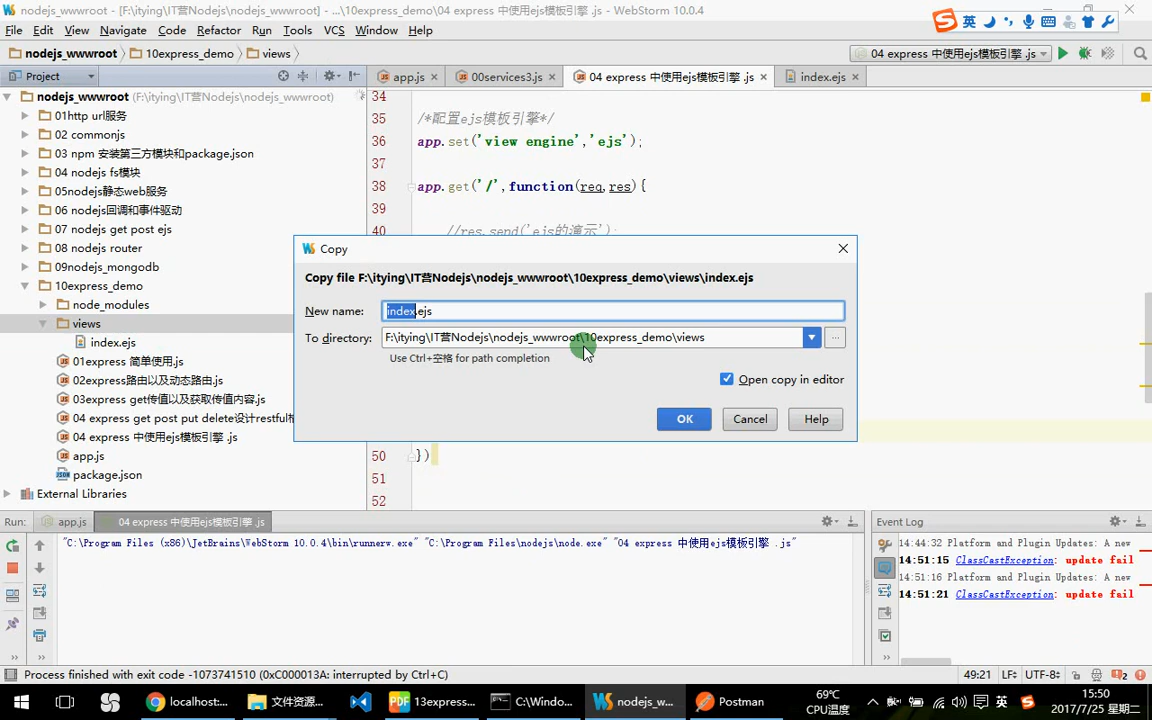 nodejs_wwwroot - [F:\itying\IT营Nodejs\nodejs_wwwroot] - ...\10express_demo\04 express 中使用ejs模板引擎 .js - WebStorm 10.0.4
File Edit View Navigate Code Refactor Run Tools VCS Window Help
英
nodejs_wwwroot 10express_demo views
04 express 中使用ejs模板引擎 .js
Project
app.js
00services3.js
04 express 中使用ejs模板引擎 .js
index.ejs
nodejs_wwwroot (F:\itying\IT营Nodejs\nodejs_wwwroot)
01http url服务
02 commonjs
03 npm 安装第三方模块和package.json
04 nodejs fs模块
05nodejs静态web服务
06 nodejs回调和事件驱动
07 nodejs get post ejs
08 nodejs router
09nodejs_mongodb
10express_demo
node_modules
views
index.ejs
01express 简单使用.js
02express路由以及动态路由.js
03express get传值以及获取传值内容.js
04 express get post put delete设计restful
04 express 中使用ejs模板引擎 .js
app.js
package.json
External Libraries
34
35 /*配置ejs模板引擎*/
36 app.set('view engine','ejs');
37
38 app.get('/',function(req,res){
39
40 //res.send('ejs的演示');
50 })
51
52
Copy
Copy file F:\itying\IT营Nodejs\nodejs_wwwroot\10express_demo\views\index.ejs
New name: index.ejs
To directory: F:\itying\IT营Nodejs\nodejs_wwwroot\10express_demo\views
Use Ctrl+空格 for path completion
Open copy in editor
OK Cancel Help
Run: app.js 04 express 中使用ejs模板引擎 .js
"C:\Program Files (x86)\JetBrains\WebStorm 10.0.4\bin\runnerw.exe" "C:\Program Files\nodejs\node.exe" "04 express 中使用ejs模板引擎 .js"
Event Log
14:44:32 Platform and Plugin Updates: A new
14:51:15 ClassCastException: update fail
14:51:16 Platform and Plugin Updates: A new
14:51:21 ClassCastException: update fail
Process finished with exit code -1073741510 (0xC000013A: interrupted by Ctrl+C)
49:21 LF UTF-8 2
localhost:... 文件资源... 13express... C:\Windo... nodejs_w... Postman
69℃
CPU温度
英
15:50
2017/7/25 星期二